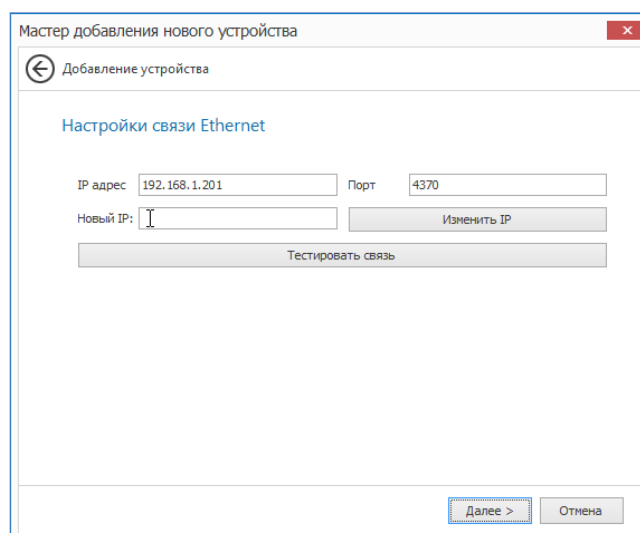 Мастер добавления нового устройства
Добавление устройства
Настройки связи Ethernet
IP адрес 192.168.1.201 Порт 4370
Новый IP: Изменить IP
Тестировать связь
Далее > Отмена